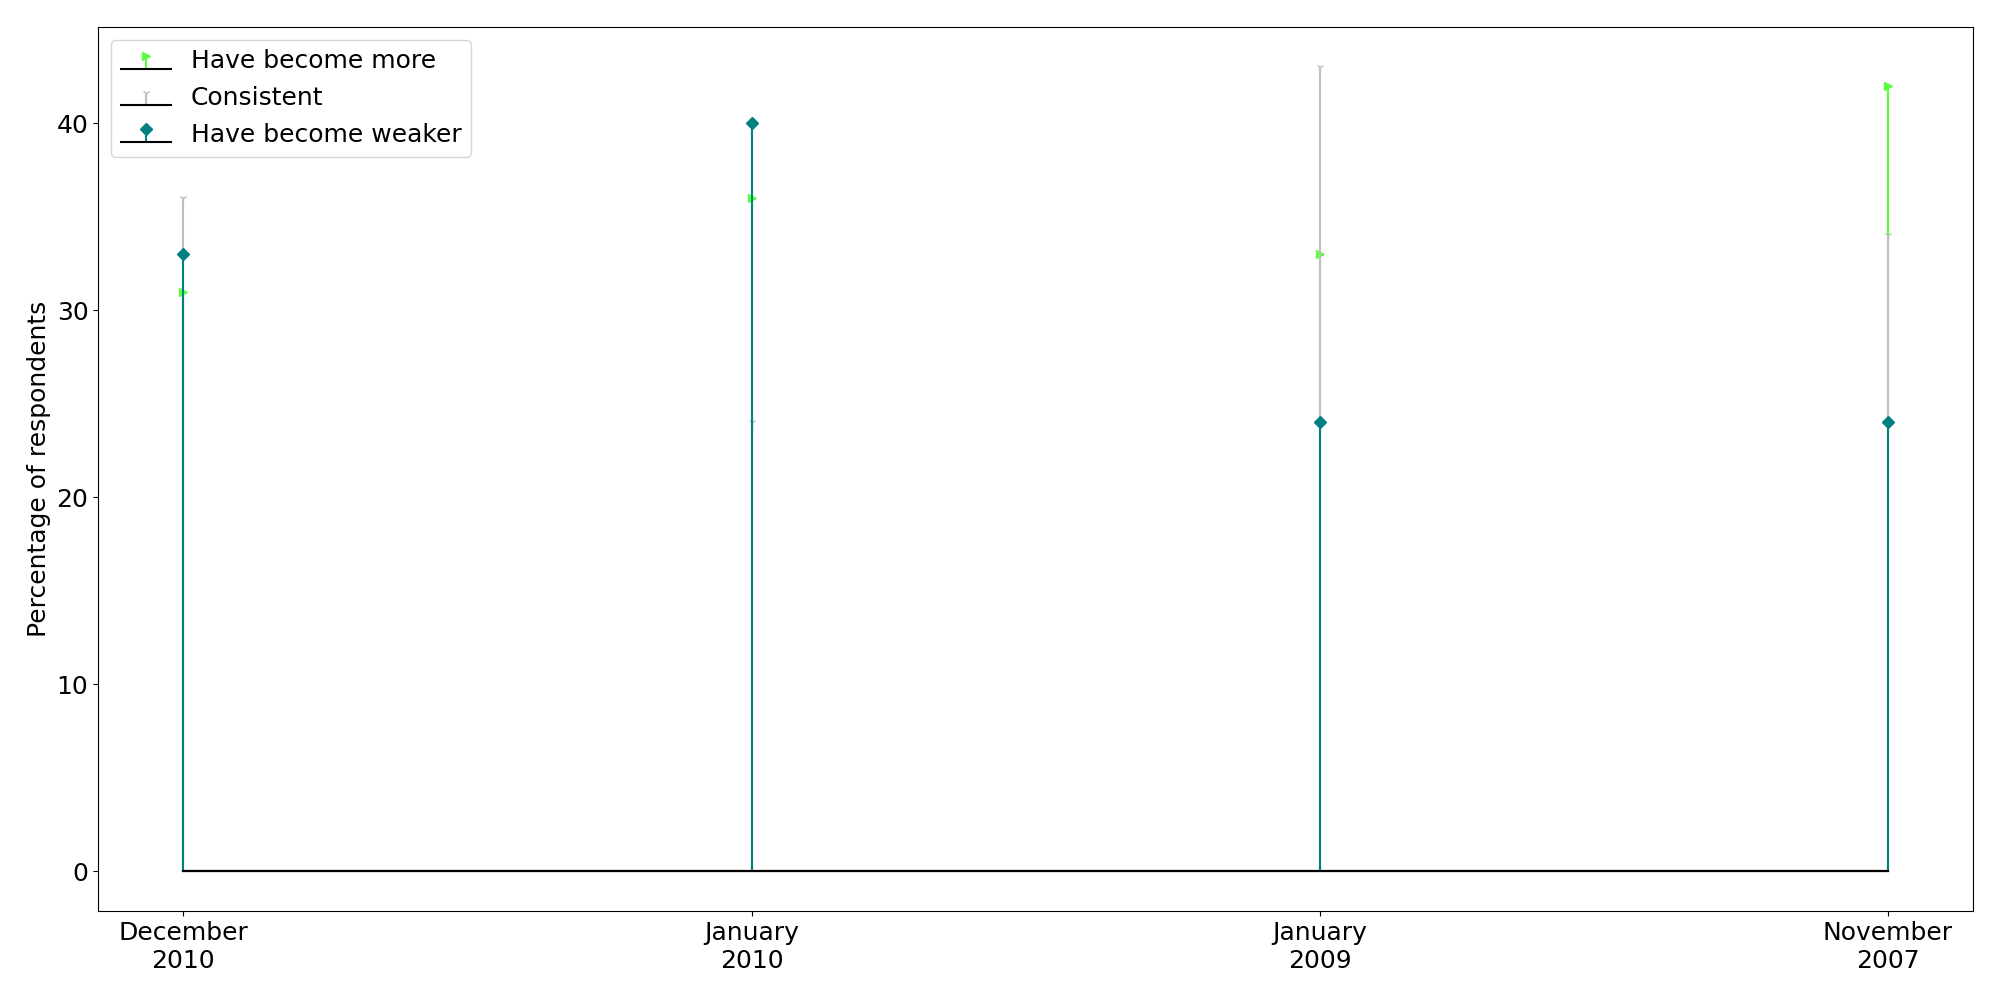 Have become more
Consistent
Have become weaker
Percentage of respondents
40
30
20
10
0
December
2010
January
2010
January
2009
November
2007